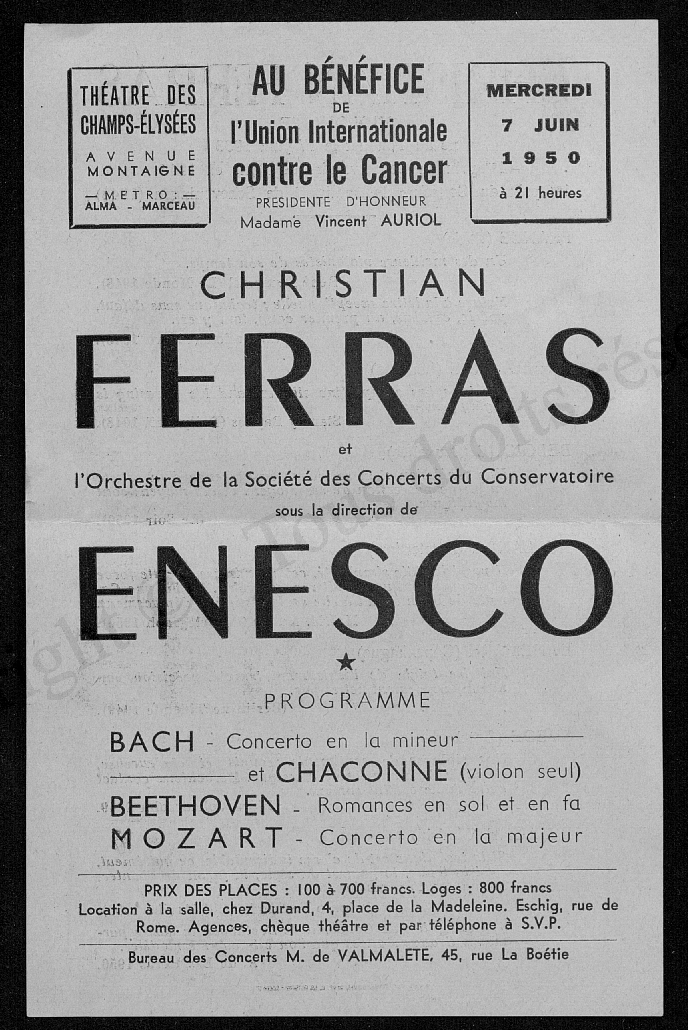 THÉATRE DES
CHAMPS-ÉLYSÉES
AVENUE
MONTAIGNE
— METRO : —
ALMA - MARCEAU
AU BÉNÉFICE
DE
l'Union Internationale
contre le Cancer
PRESIDENTE D'HONNEUR
Madame Vincent AURIOL
MERCREDI
7 JUIN
1950
à 21 heures
CHRISTIAN
FERRAS
et
l'Orchestre de la Société des Concerts du Conservatoire
sous la direction de
ENESCO
★
PROGRAMME
BACH - Concerto en la mineur
et CHACONNE (violon seul)
BEETHOVEN - Romances en sol et en fa
MOZART - Concerto en la majeur
PRIX DES PLACES : 100 à 700 francs. Loges : 800 francs
Location à la salle, chez Durand, 4, place de la Madeleine. Eschig, rue de
Rome. Agences, chèque théâtre et par téléphone à S.V.P.
Bureau des Concerts M. de VALMALETE, 45, rue La Boétie
ight © Tous droits rése